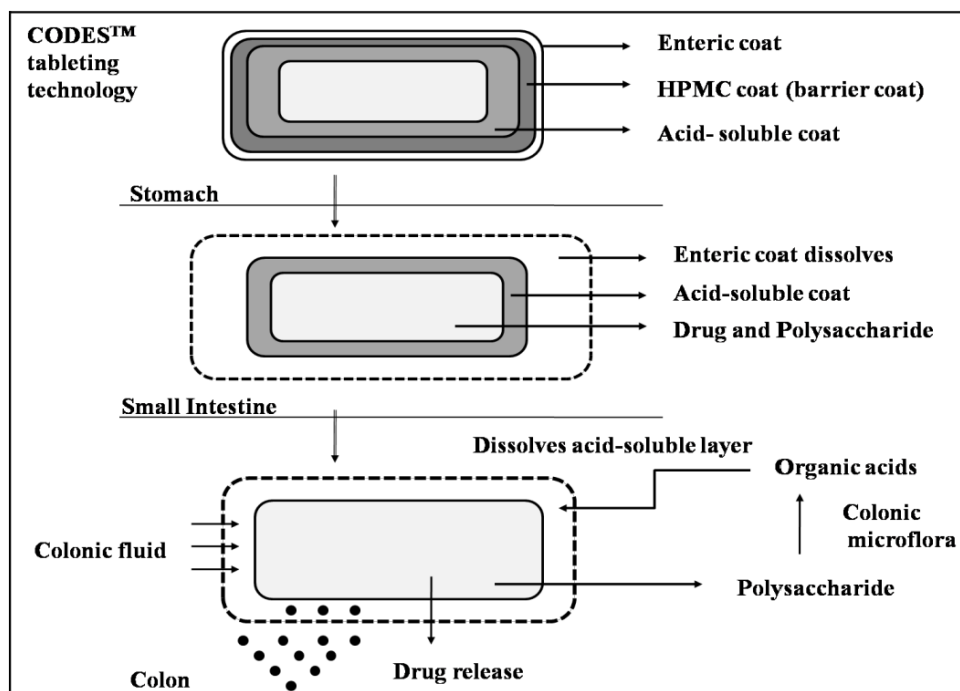 CODES™
tableting
technology
Enteric coat
HPMC coat (barrier coat)
Acid- soluble coat
Stomach
Enteric coat dissolves
Acid-soluble coat
Drug and Polysaccharide
Small Intestine
Dissolves acid-soluble layer
Organic acids
Colonic
microflora
Colonic fluid
Polysaccharide
Drug release
Colon